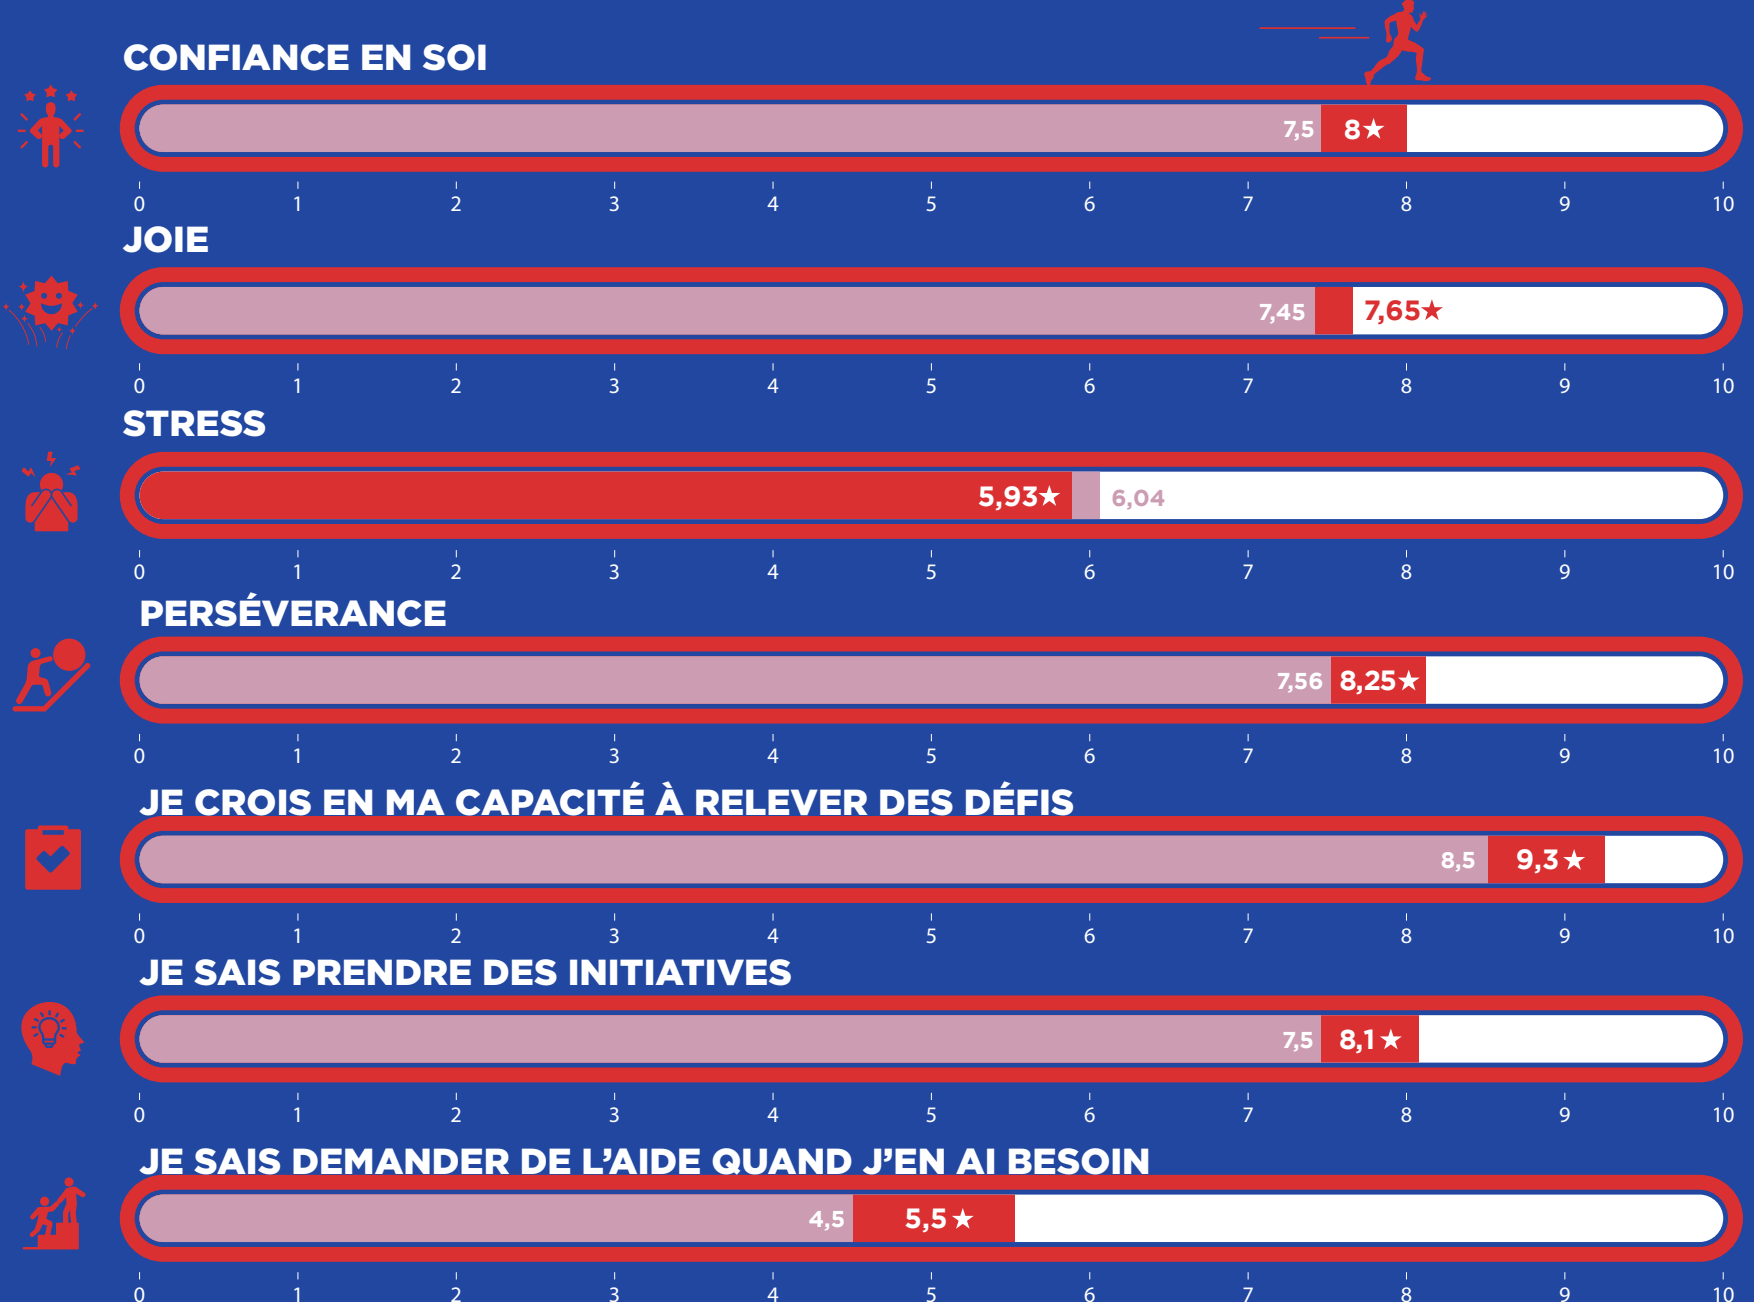 CONFIANCE EN SOI
7,5 8★
0 1 2 3 4 5 6 7 8 9 10
JOIE
7,45 7,65★
0 1 2 3 4 5 6 7 8 9 10
STRESS
5,93★ 6,04
0 1 2 3 4 5 6 7 8 9 10
PERSÉVERANCE
7,56 8,25★
0 1 2 3 4 5 6 7 8 9 10
JE CROIS EN MA CAPACITÉ À RELEVER DES DÉFIS
8,5 9,3★
0 1 2 3 4 5 6 7 8 9 10
JE SAIS PRENDRE DES INITIATIVES
7,5 8,1★
0 1 2 3 4 5 6 7 8 9 10
JE SAIS DEMANDER DE L’AIDE QUAND J’EN AI BESOIN
4,5 5,5★
0 1 2 3 4 5 6 7 8 9 10